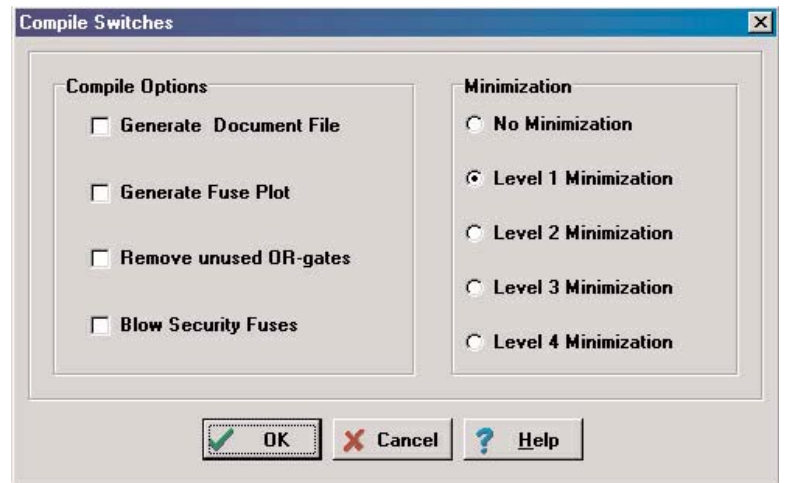 Compile Switches
Compile Options
Generate Document File
Generate Fuse Plot
Remove unused OR-gates
Blow Security Fuses
Minimization
No Minimization
Level 1 Minimization
Level 2 Minimization
Level 3 Minimization
Level 4 Minimization
OK
Cancel
Help